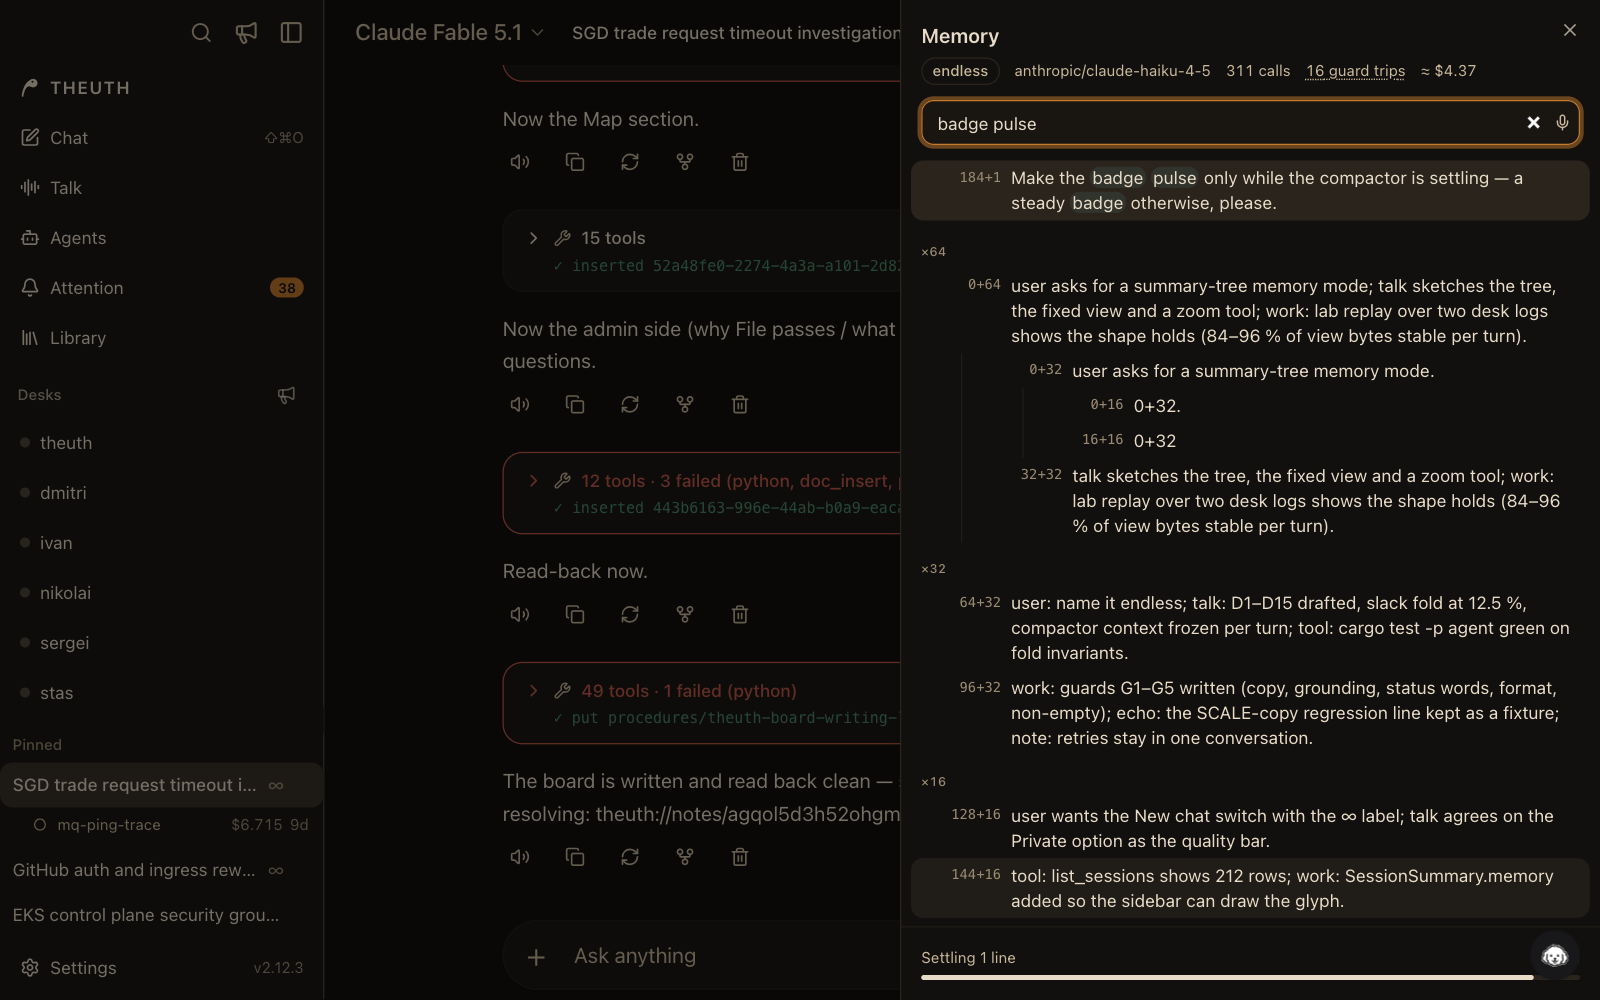 Claude Fable 5.1
SGD trade request timeout investigation
THEUTH
Chat
⇧⌘O
Talk
Agents
Attention
38
Library
Desks
theuth
dmitri
ivan
nikolai
sergei
stas
Pinned
SGD trade request timeout i... ∞
mq-ping-trace
$6.715 9d
GitHub auth and ingress rew... ∞
EKS control plane security grou...
Settings
v2.12.3
Now the Map section.
15 tools
✓ inserted 52a48fe0-2274-4a3a-a101-2d82
Now the admin side (why File passes / what
questions.
12 tools · 3 failed (python, doc_insert,
✓ inserted 443b6163-996e-44ab-b0a9-eaca
Read-back now.
49 tools · 1 failed (python)
✓ put procedures/theuth-board-writing-
The board is written and read back clean —
resolving: theuth://notes/agqol5d3h52ohgm
Ask anything
Memory
endless
anthropic/claude-haiku-4-5
311 calls
16 guard trips
≈ $4.37
badge pulse
184+1
Make the badge pulse only while the compactor is settling — a
steady badge otherwise, please.
×64
0+64
user asks for a summary-tree memory mode; talk sketches the tree,
the fixed view and a zoom tool; work: lab replay over two desk logs
shows the shape holds (84–96 % of view bytes stable per turn).
0+32
user asks for a summary-tree memory mode.
0+16
0+32.
16+16
0+32
32+32
talk sketches the tree, the fixed view and a zoom tool; work:
lab replay over two desk logs shows the shape holds (84–96
% of view bytes stable per turn).
×32
64+32
user: name it endless; talk: D1–D15 drafted, slack fold at 12.5 %,
compactor context frozen per turn; tool: cargo test -p agent green on
fold invariants.
96+32
work: guards G1–G5 written (copy, grounding, status words, format,
non-empty); echo: the SCALE-copy regression line kept as a fixture;
note: retries stay in one conversation.
×16
128+16
user wants the New chat switch with the ∞ label; talk agrees on the
Private option as the quality bar.
144+16
tool: list_sessions shows 212 rows; work: SessionSummary.memory
added so the sidebar can draw the glyph.
Settling 1 line